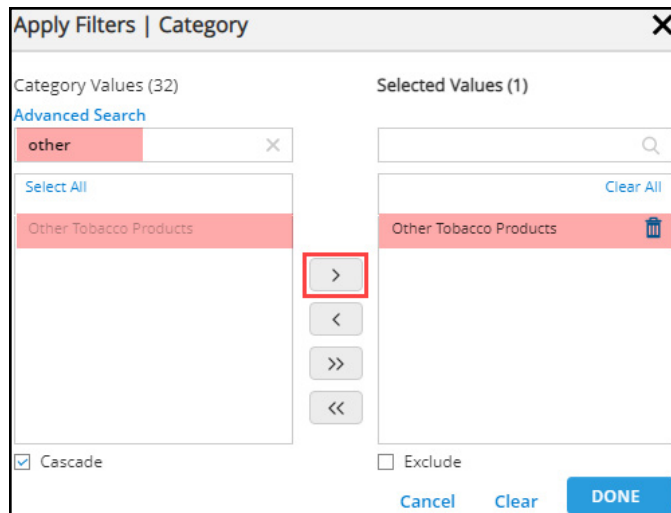 Apply Filters | Category
Category Values (32)
Selected Values (1)
Advanced Search
other
Select All
Clear All
Other Tobacco Products
Other Tobacco Products
>
<
>>
<<
Cascade
Exclude
Cancel
Clear
DONE